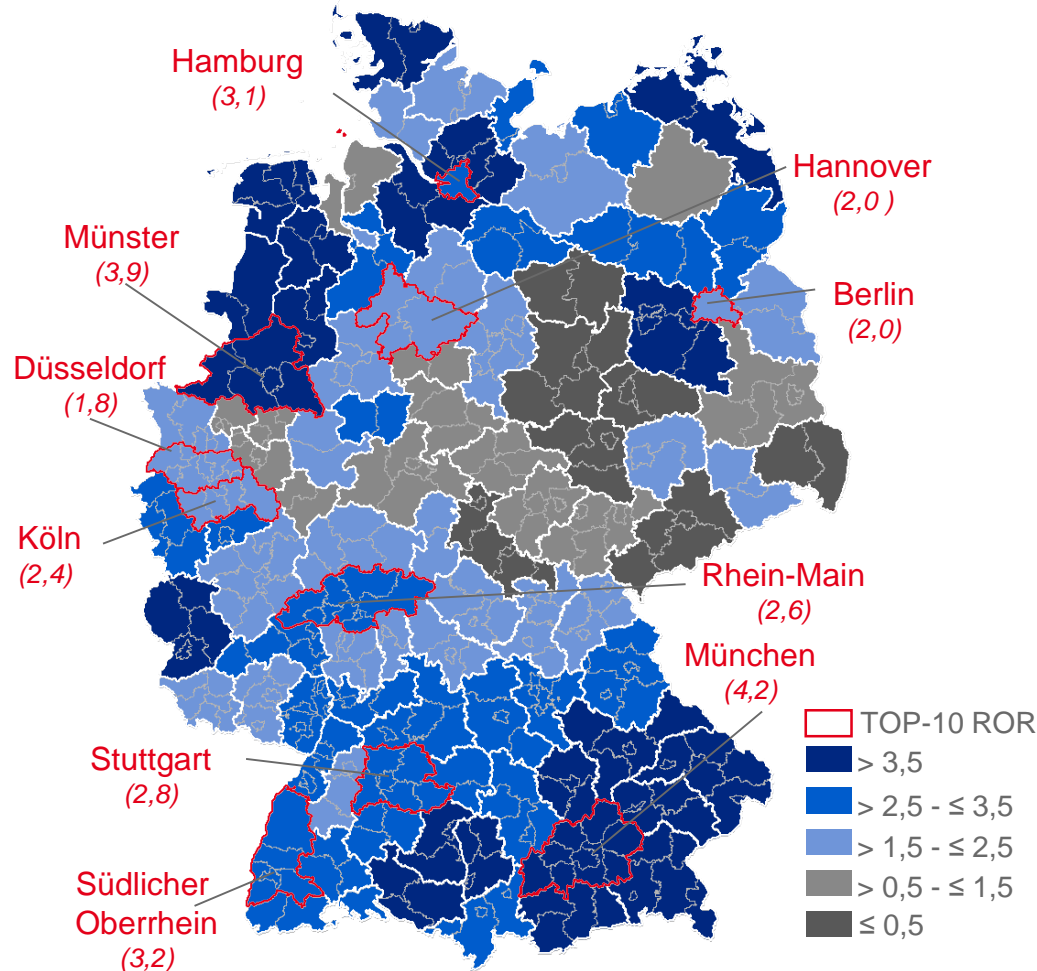 Hamburg
(3,1)
Hannover
(2,0 )
Münster
(3,9)
Berlin
(2,0)
Düsseldorf
(1,8)
Köln
(2,4)
Rhein-Main
(2,6)
München
(4,2)
Stuttgart
(2,8)
Südlicher
Oberrhein
(3,2)
TOP-10 ROR
> 3,5
> 2,5 - ≤ 3,5
> 1,5 - ≤ 2,5
> 0,5 - ≤ 1,5
≤ 0,5